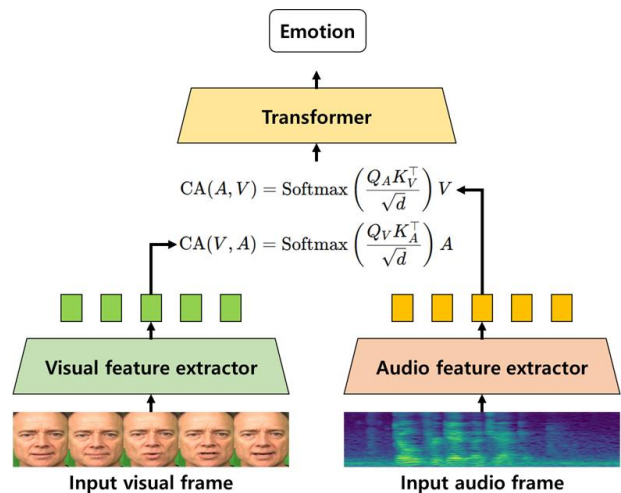 Emotion
Transformer
CA(A, V) = Softmax(Q_A K_V^⊤ / √d) V
CA(V, A) = Softmax(Q_V K_A^⊤ / √d) A
Visual feature extractor
Audio feature extractor
Input visual frame
Input audio frame